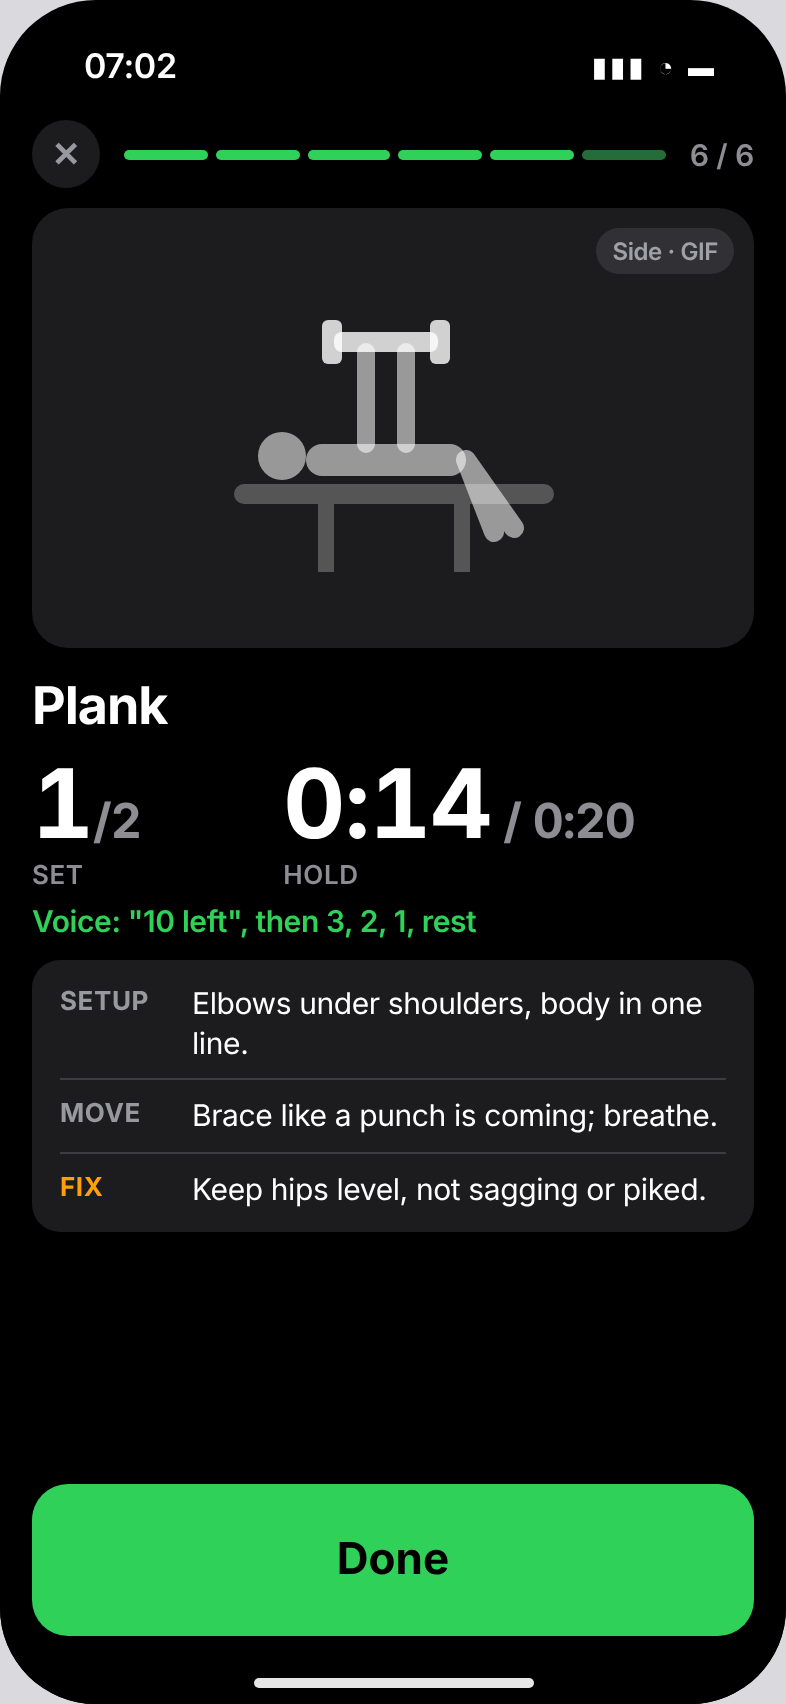 07:02
6 / 6
Side · GIF
Plank
1/2
0:14 / 0:20
SET
HOLD
Voice: "10 left", then 3, 2, 1, rest
SETUP
Elbows under shoulders, body in one
line.
MOVE
Brace like a punch is coming; breathe.
FIX
Keep hips level, not sagging or piked.
Done